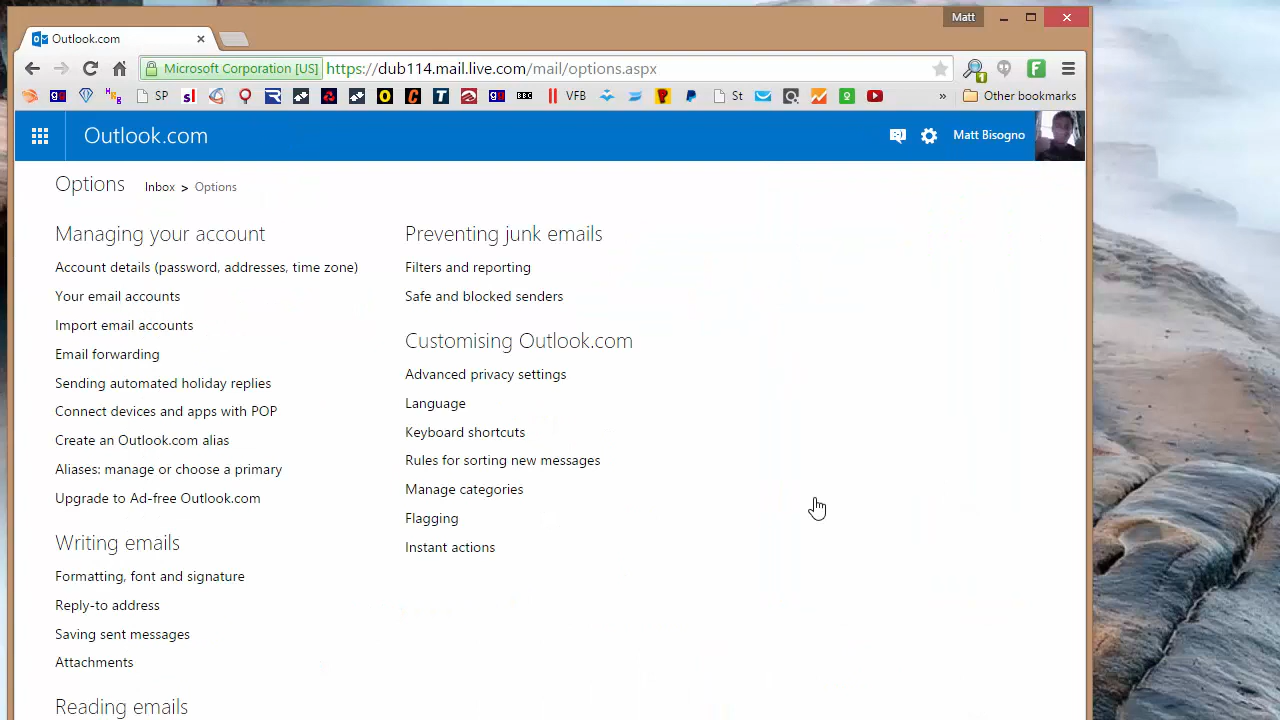 Matt
Outlook.com
Microsoft Corporation [US] https://dub114.mail.live.com/mail/options.aspx
SP
VFB
St
»
Other bookmarks
Outlook.com
Matt Bisogno
Options
Inbox > Options
Managing your account
Account details (password, addresses, time zone)
Your email accounts
Import email accounts
Email forwarding
Sending automated holiday replies
Connect devices and apps with POP
Create an Outlook.com alias
Aliases: manage or choose a primary
Upgrade to Ad-free Outlook.com
Writing emails
Formatting, font and signature
Reply-to address
Saving sent messages
Attachments
Reading emails
Preventing junk emails
Filters and reporting
Safe and blocked senders
Customising Outlook.com
Advanced privacy settings
Language
Keyboard shortcuts
Rules for sorting new messages
Manage categories
Flagging
Instant actions